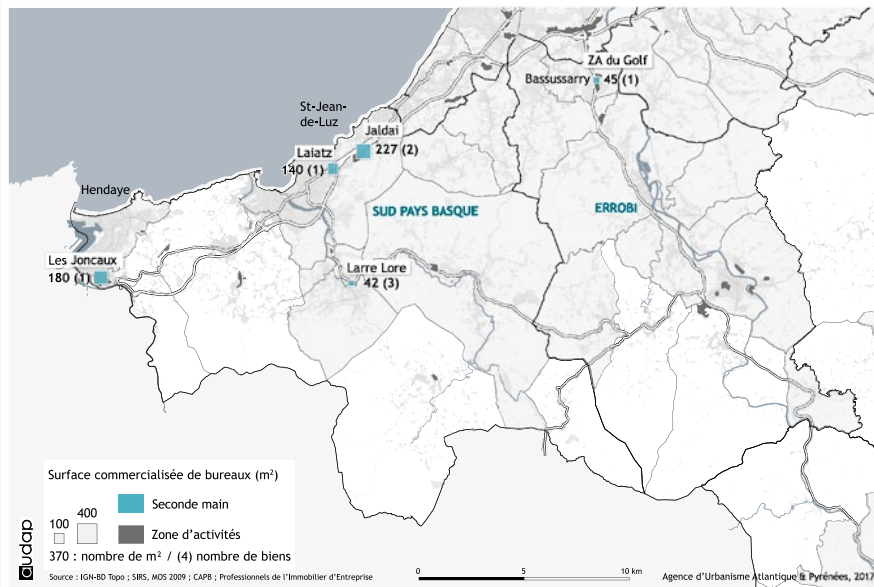 ZA du Golf
Bassussarry 45 (1)
St-Jean-
de-Luz
Jaldai
227 (2)
Laiatz
140 (1)
Hendaye
SUD PAYS BASQUE
ERROBI
Les Joncaux
180 (1)
Larre Lore
42 (3)
Surface commercialisée de bureaux (m²)
100 400 Seconde main
Zone d'activités
370 : nombre de m² / (4) nombre de biens
audap
Source : IGN-BD Topo ; SIRS, MOS 2009 ; CAPB ; Professionnels de l'Immobilier d'Entreprise
0 5 10 km
Agence d'Urbanisme Atlantique & Pyrénées, 2017